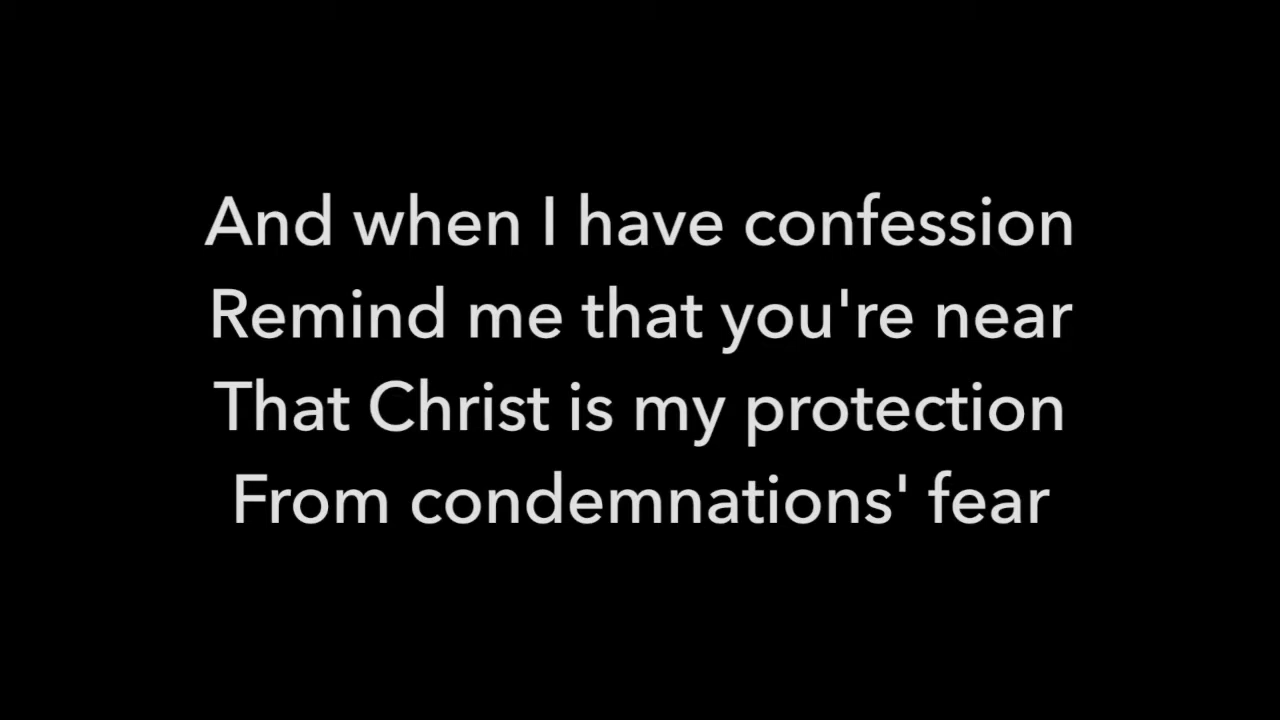 And when I have confession
Remind me that you're near
That Christ is my protection
From condemnations' fear